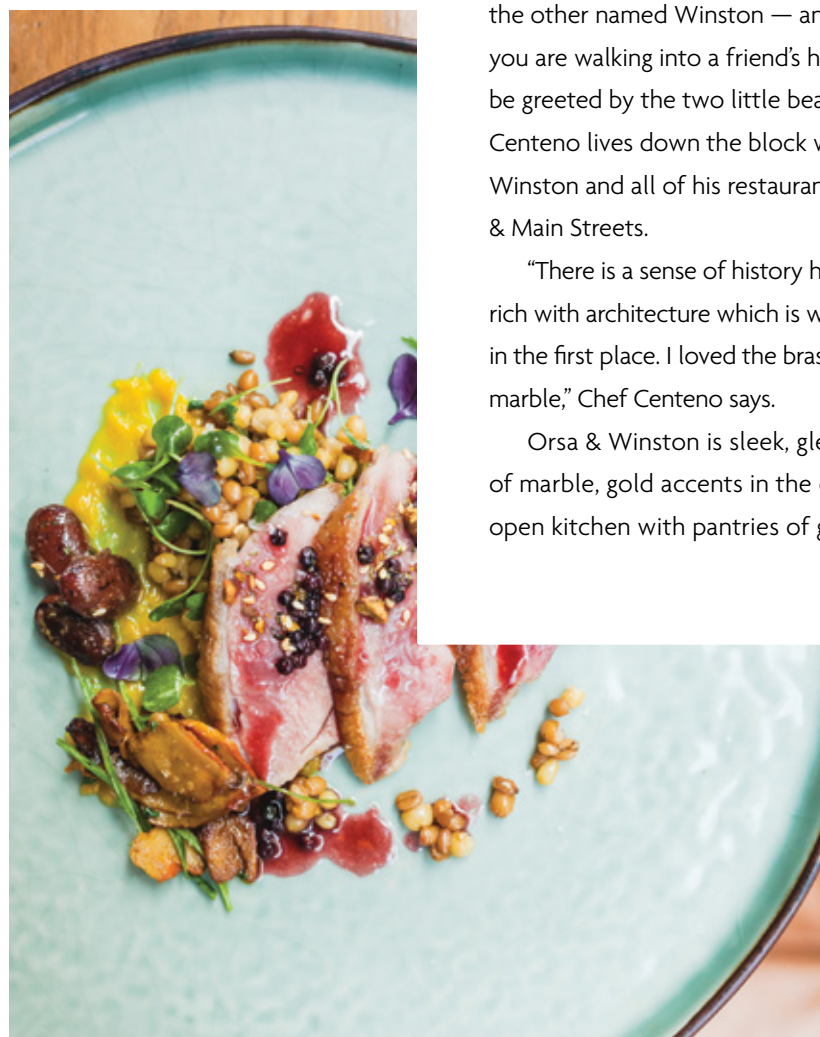 the other named Winston — an
you are walking into a friend’s h
be greeted by the two little bea
Centeno lives down the block w
Winston and all of his restauran
& Main Streets.
“There is a sense of history h
rich with architecture which is w
in the first place. I loved the bras
marble,” Chef Centeno says.
Orsa & Winston is sleek, gle
of marble, gold accents in the
open kitchen with pantries of g